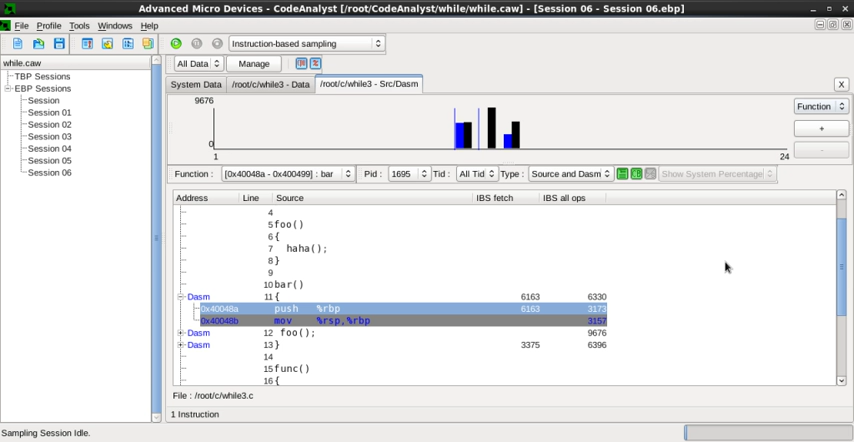 Advanced Micro Devices - CodeAnalyst [/root/CodeAnalyst/while/while.caw] - [Session 06 - Session 06.ebp]
File Profile Tools Windows Help
Instruction-based sampling
while.caw
TBP Sessions
EBP Sessions
Session
Session 01
Session 02
Session 03
Session 04
Session 05
Session 06
All Data Manage
System Data /root/c/while3 - Data /root/c/while3 - Src/Dasm X
9676
0
1 24
Function
+
-
Function : [0x40048a - 0x400499] : bar Pid : 1695 Tid : All Tid Type : Source and Dasm Show System Percentage
Address Line Source IBS fetch IBS all ops
4
5 foo()
6 {
7 haha();
8 }
9
10 bar()
Dasm 11 { 6163 6330
0x40048a push %rbp 6163 3173
0x40048b mov %rsp,%rbp 3157
Dasm 12 foo(); 9676
Dasm 13 } 3375 6396
14
15 func()
16 {
File : /root/c/while3.c
1 Instruction
Sampling Session Idle.